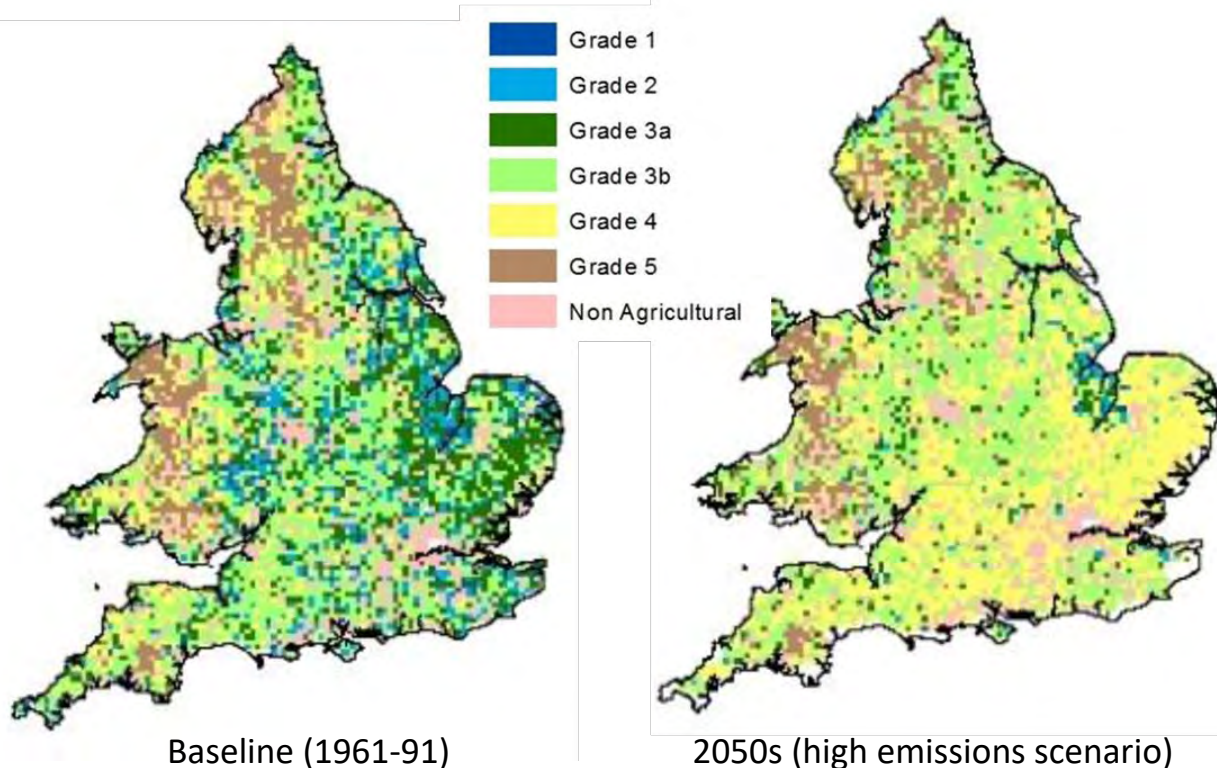 Grade 1
Grade 2
Grade 3a
Grade 3b
Grade 4
Grade 5
Non Agricultural
Baseline (1961-91)
2050s (high emissions scenario)